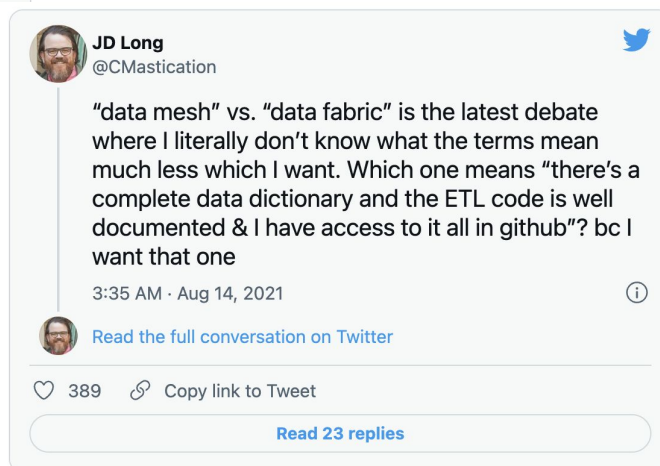 JD Long
@CMastication
“data mesh” vs. “data fabric” is the latest debate
where I literally don’t know what the terms mean
much less which I want. Which one means “there’s a
complete data dictionary and the ETL code is well
documented & I have access to it all in github”? bc I
want that one
3:35 AM · Aug 14, 2021
Read the full conversation on Twitter
389 Copy link to Tweet
Read 23 replies